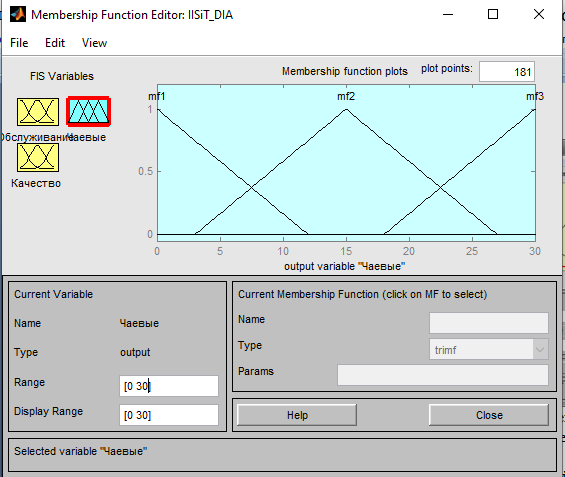 Membership Function Editor: IISiT_DIA
File Edit View
FIS Variables
Membership function plots plot points: 181
Обслуживание Чаевые
Качество
mf1 mf2 mf3
1
0.5
0
0 5 10 15 20 25 30
output variable "Чаевые"
Current Variable
Name Чаевые
Type output
Range [0 30]
Display Range [0 30]
Current Membership Function (click on MF to select)
Name
Type trimf
Params
Help Close
Selected variable "Чаевые"